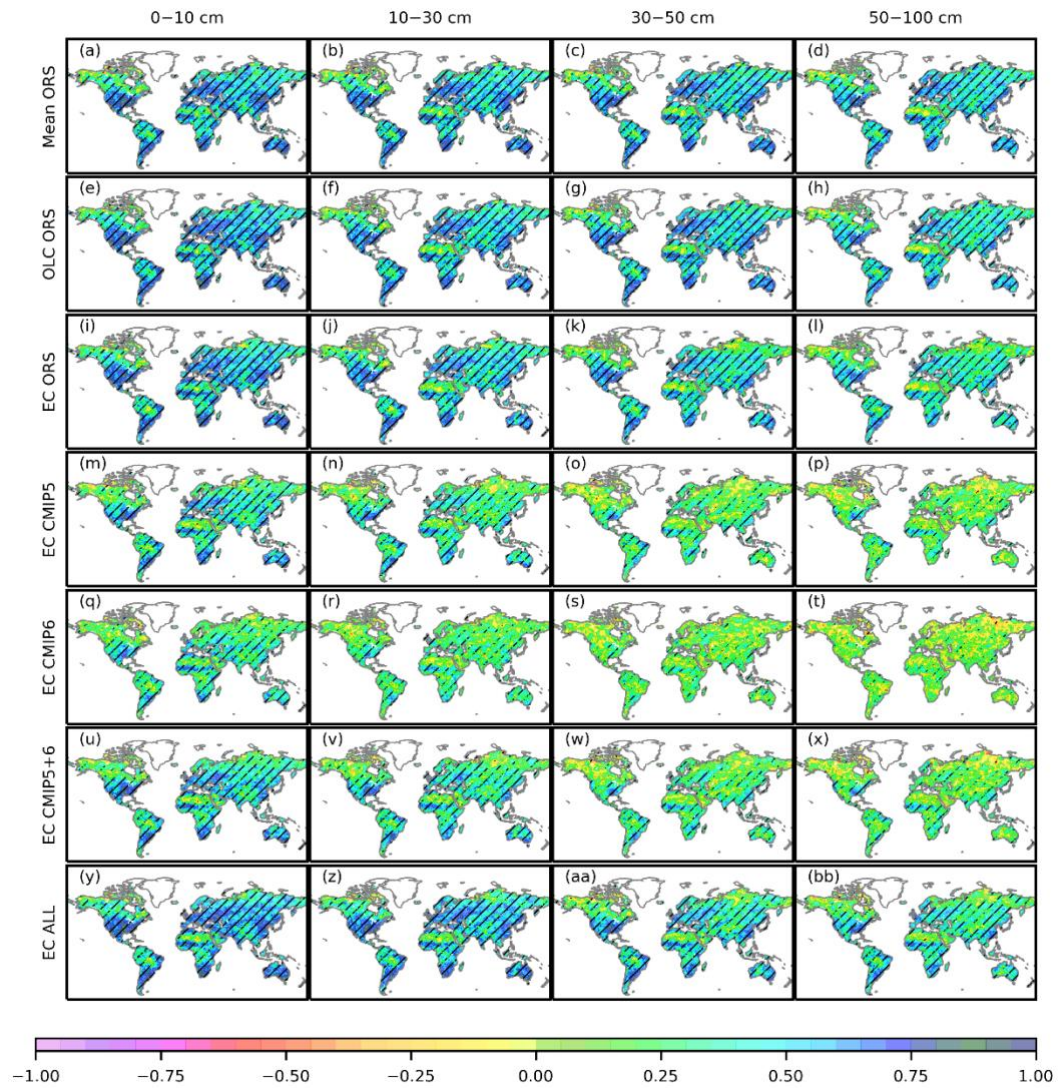 0−10 cm 10−30 cm 30−50 cm 50−100 cm
Mean ORS
(a) (b) (c) (d)
OLC ORS
(e) (f) (g) (h)
EC ORS
(i) (j) (k) (l)
EC CMIP5
(m) (n) (o) (p)
EC CMIP6
(q) (r) (s) (t)
EC CMIP5+6
(u) (v) (w) (x)
EC ALL
(y) (z) (aa) (bb)
−1.00 −0.75 −0.50 −0.25 0.00 0.25 0.50 0.75 1.00